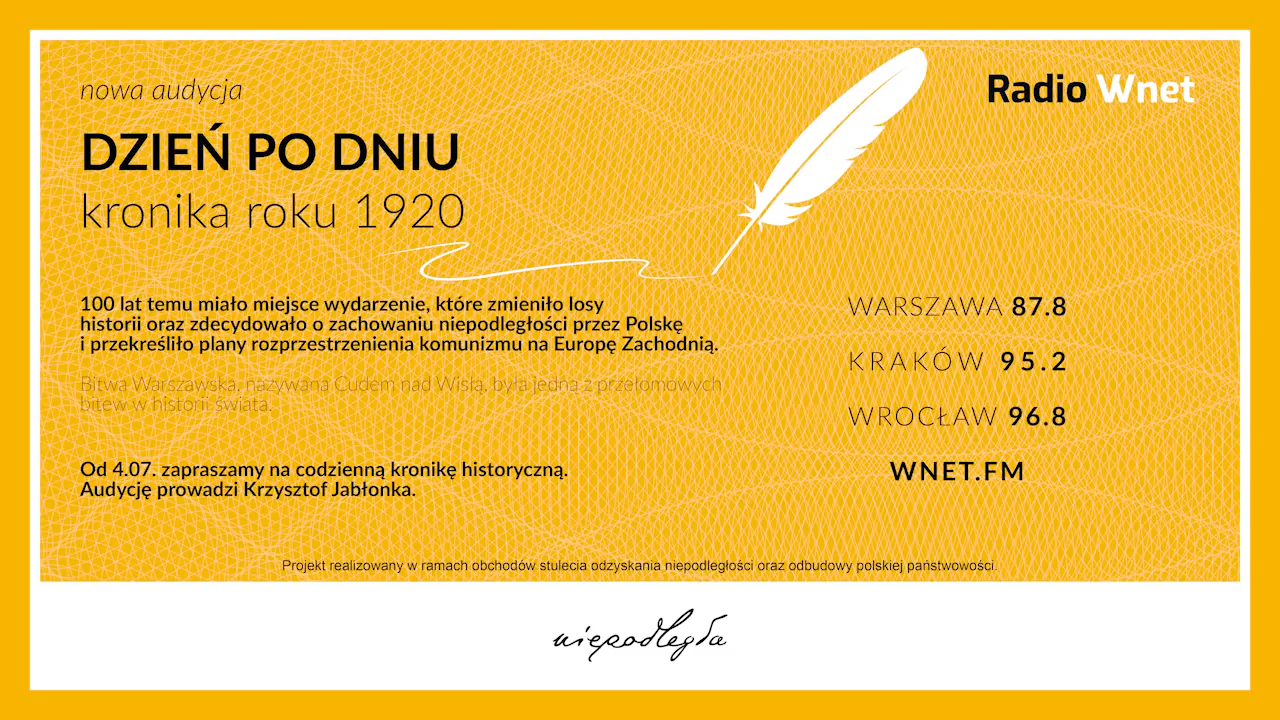 nowa audycja
Radio Wnet
DZIEŃ PO DNIU
kronika roku 1920
100 lat temu miało miejsce wydarzenie, które zmieniło losy
historii oraz zdecydowało o zachowaniu niepodległości przez Polskę
i przekreśliło plany rozprzestrzenienia komunizmu na Europę Zachodnią.
Bitwa Warszawska, nazywana Cudem nad Wisłą, była jedną z przełomowych
bitew w historii świata.
Od 4.07. zapraszamy na codzienną kronikę historyczną.
Audycję prowadzi Krzysztof Jabłonka.
WARSZAWA 87.8
KRAKÓW 95.2
WROCŁAW 96.8
WNET.FM
Projekt realizowany w ramach obchodów stulecia odzyskania niepodległości oraz odbudowy polskiej państwowości.
niepodległa